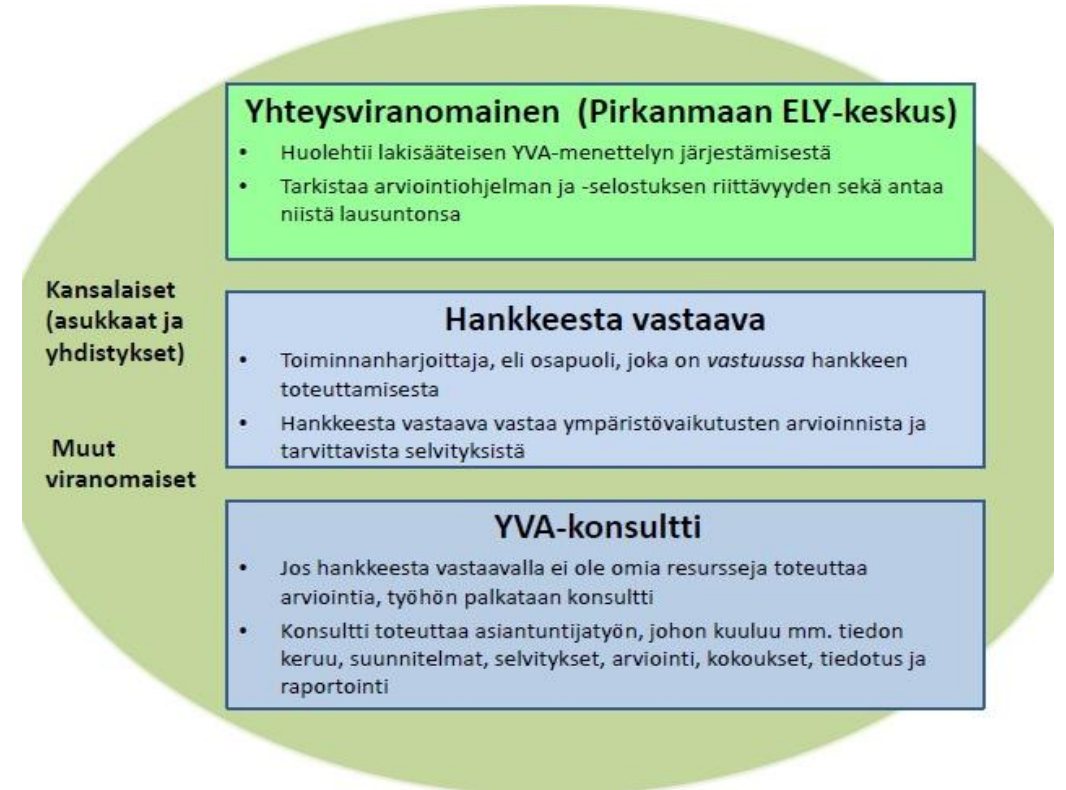 Yhteysviranomainen (Pirkanmaan ELY-keskus)
• Huolehtii lakisääteisen YVA-menettelyn järjestämisestä
• Tarkistaa arviointiohjelman ja -selostuksen riittävyyden sekä antaa
niistä lausuntonsa
Kansalaiset
(asukkaat ja
yhdistykset)
Muut
viranomaiset
Hankkeesta vastaava
• Toiminnanharjoittaja, eli osapuoli, joka on vastuussa hankkeen
toteuttamisesta
• Hankkeesta vastaava vastaa ympäristövaikutusten arvioinnista ja
tarvittavista selvityksistä
YVA-konsultti
• Jos hankkeesta vastaavalla ei ole omia resursseja toteuttaa
arviointia, työhön palkataan konsultti
• Konsultti toteuttaa asiantuntijatyön, johon kuuluu mm. tiedon
keruu, suunnitelmat, selvitykset, arviointi, kokoukset, tiedotus ja
raportointi